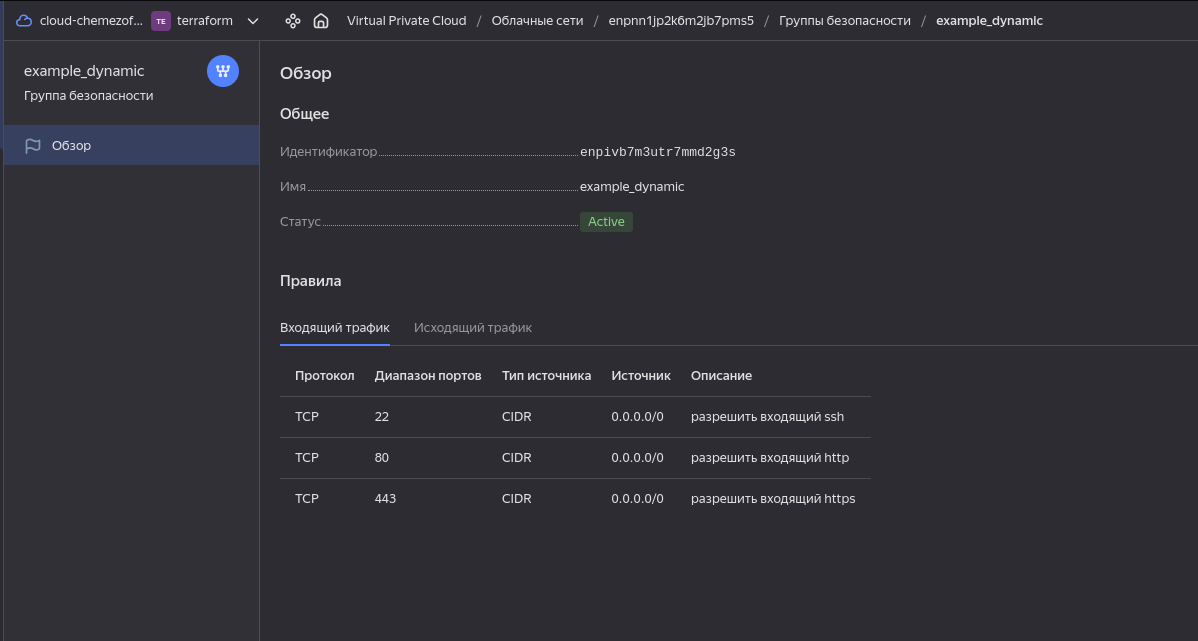 cloud-chemezof... TE terraform Virtual Private Cloud / Облачные сети / enpnn1jp2k6m2jb7pms5 / Группы безопасности / example_dynamic
example_dynamic
Группа безопасности
Обзор
Обзор
Общее
Идентификатор enpivb7m3utr7mmd2g3s
Имя example_dynamic
Статус Active
Правила
Входящий трафик Исходящий трафик
Протокол Диапазон портов Тип источника Источник Описание
TCP 22 CIDR 0.0.0.0/0 разрешить входящий ssh
TCP 80 CIDR 0.0.0.0/0 разрешить входящий http
TCP 443 CIDR 0.0.0.0/0 разрешить входящий https